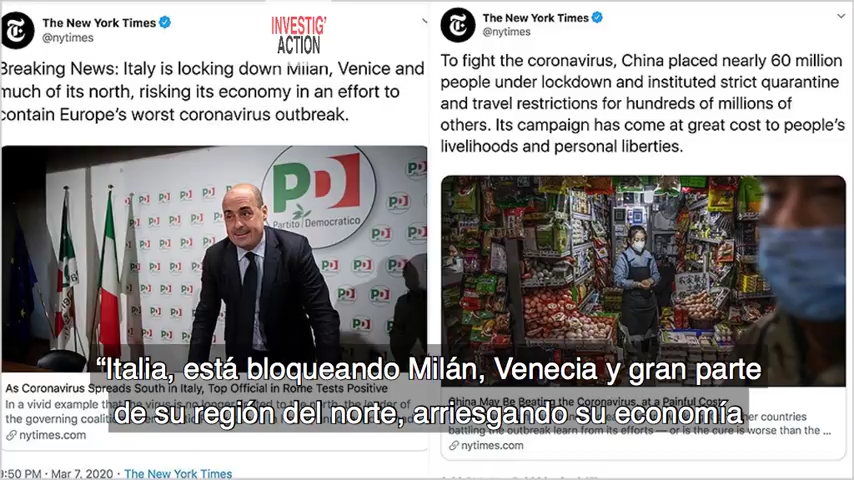 The New York Times
@nytimes
Breaking News: Italy is locking down Milan, Venice and
much of its north, risking its economy in an effort to
contain Europe's worst coronavirus outbreak.
PD
Partito Democratico
As Coronavirus Spreads South in Italy, Top Official in Rome Tests Positive
In a vivid example that the virus is no longer
the governing coalition
nytimes.com
9:50 PM · Mar 7, 2020 · The New York Times
INVESTIG'
ACTION
The New York Times
@nytimes
To fight the coronavirus, China placed nearly 60 million
people under lockdown and instituted strict quarantine
and travel restrictions for hundreds of millions of
others. Its campaign has come at great cost to people's
livelihoods and personal liberties.
China May Be Beating the Coronavirus, at a Painful Cost
other countries
battling the outbreak learn from its efforts — or is the cure is worse than the ...
nytimes.com
“Italia, está bloqueando Milán, Venecia y gran parte
de su región del norte, arriesgando su economía